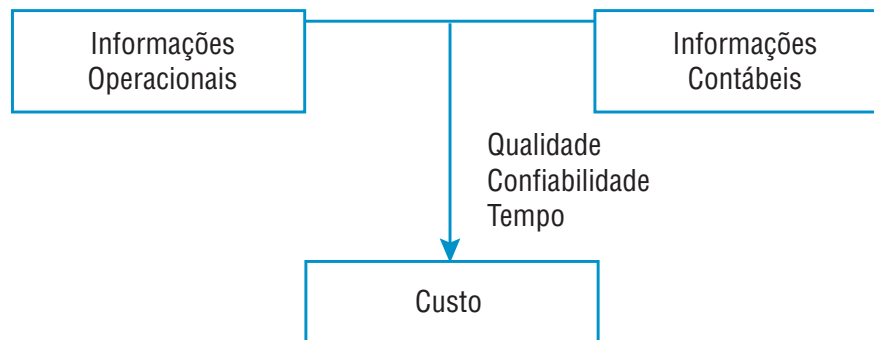 Informações
Operacionais
Informações
Contábeis
Qualidade
Confiabilidade
Tempo
Custo